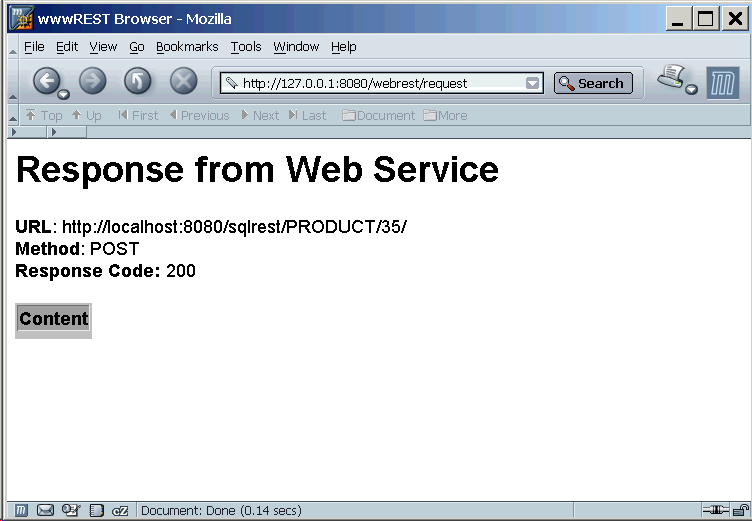 wwwREST Browser - Mozilla
File Edit View Go Bookmarks Tools Window Help
http://127.0.0.1:8080/webrest/request Search
Top Up First Previous Next Last Document More
Response from Web Service
URL: http://localhost:8080/sqlrest/PRODUCT/35/
Method: POST
Response Code: 200
Content
Document: Done (0.14 secs)